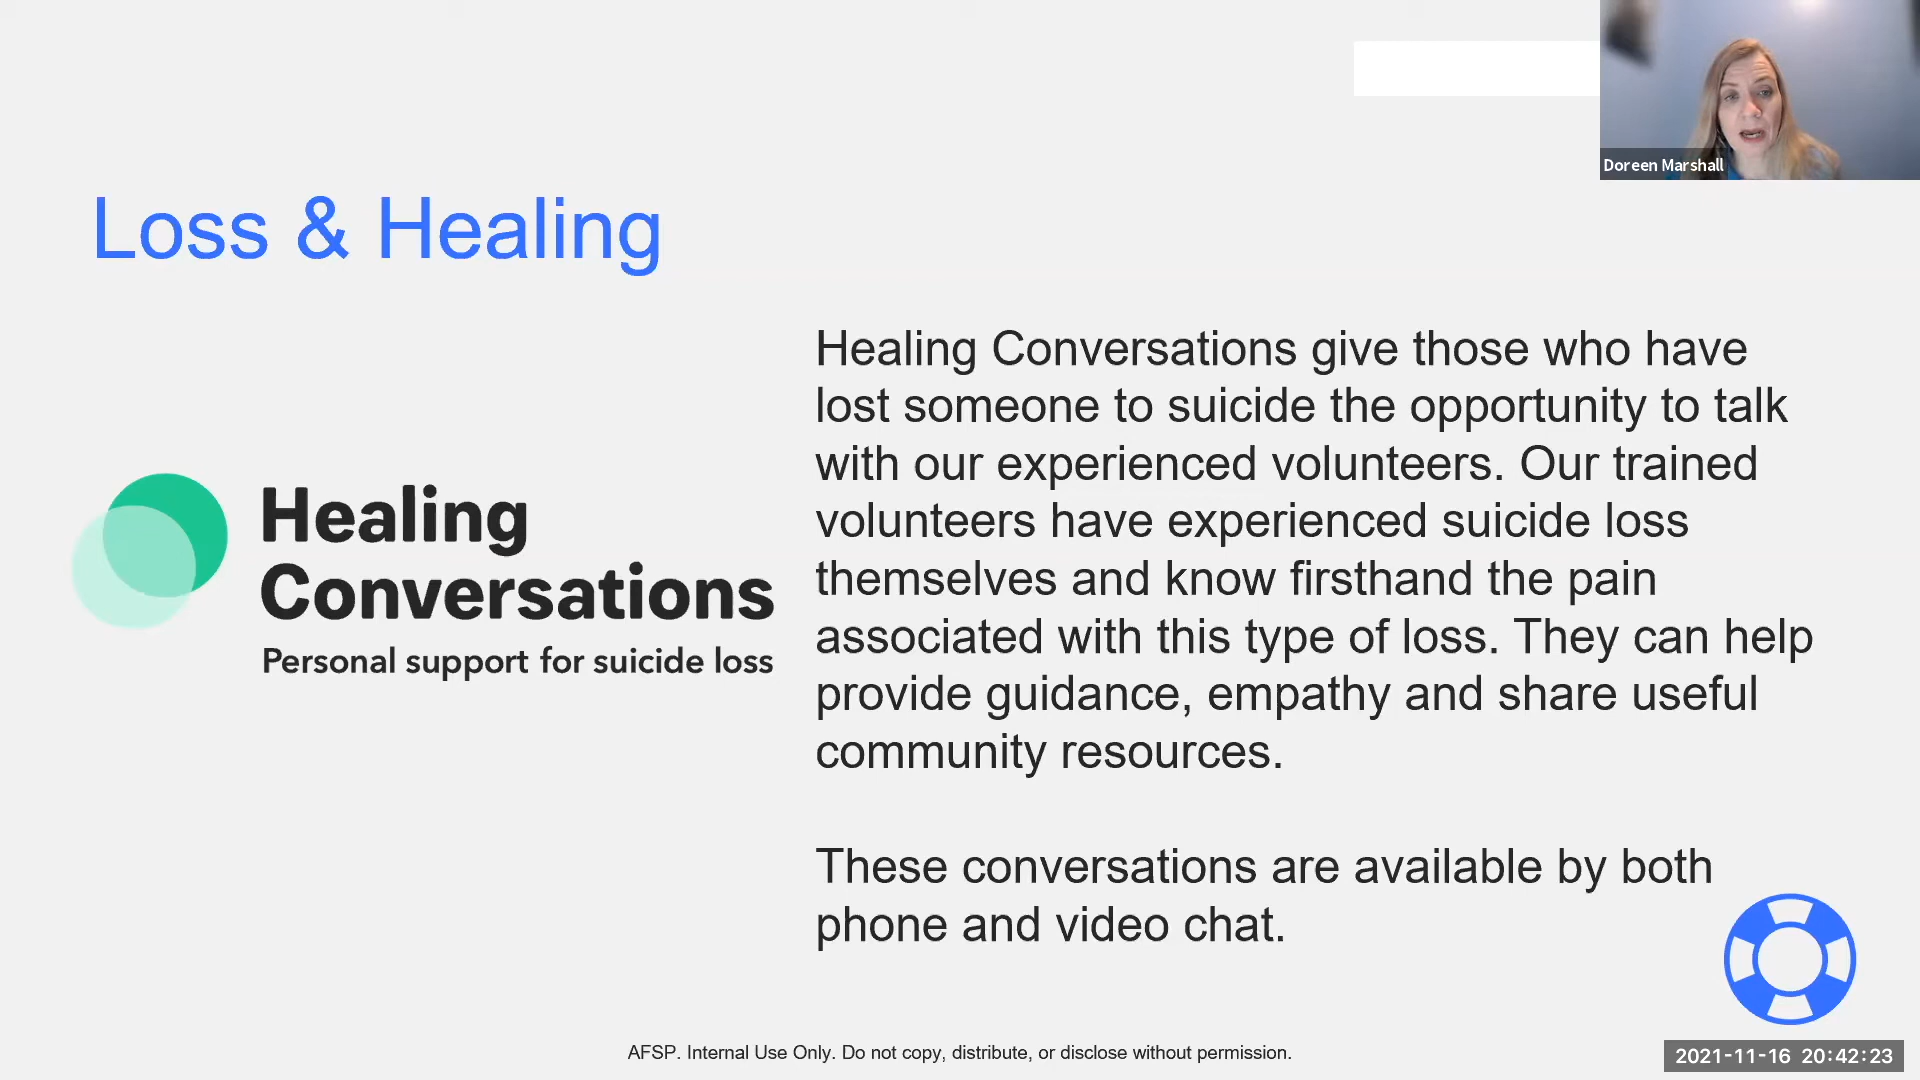 Doreen Marshall
Loss & Healing
Healing
Conversations
Personal support for suicide loss
Healing Conversations give those who have
lost someone to suicide the opportunity to talk
with our experienced volunteers. Our trained
volunteers have experienced suicide loss
themselves and know firsthand the pain
associated with this type of loss. They can help
provide guidance, empathy and share useful
community resources.
These conversations are available by both
phone and video chat.
AFSP. Internal Use Only. Do not copy, distribute, or disclose without permission.
2021-11-16 20:42:23